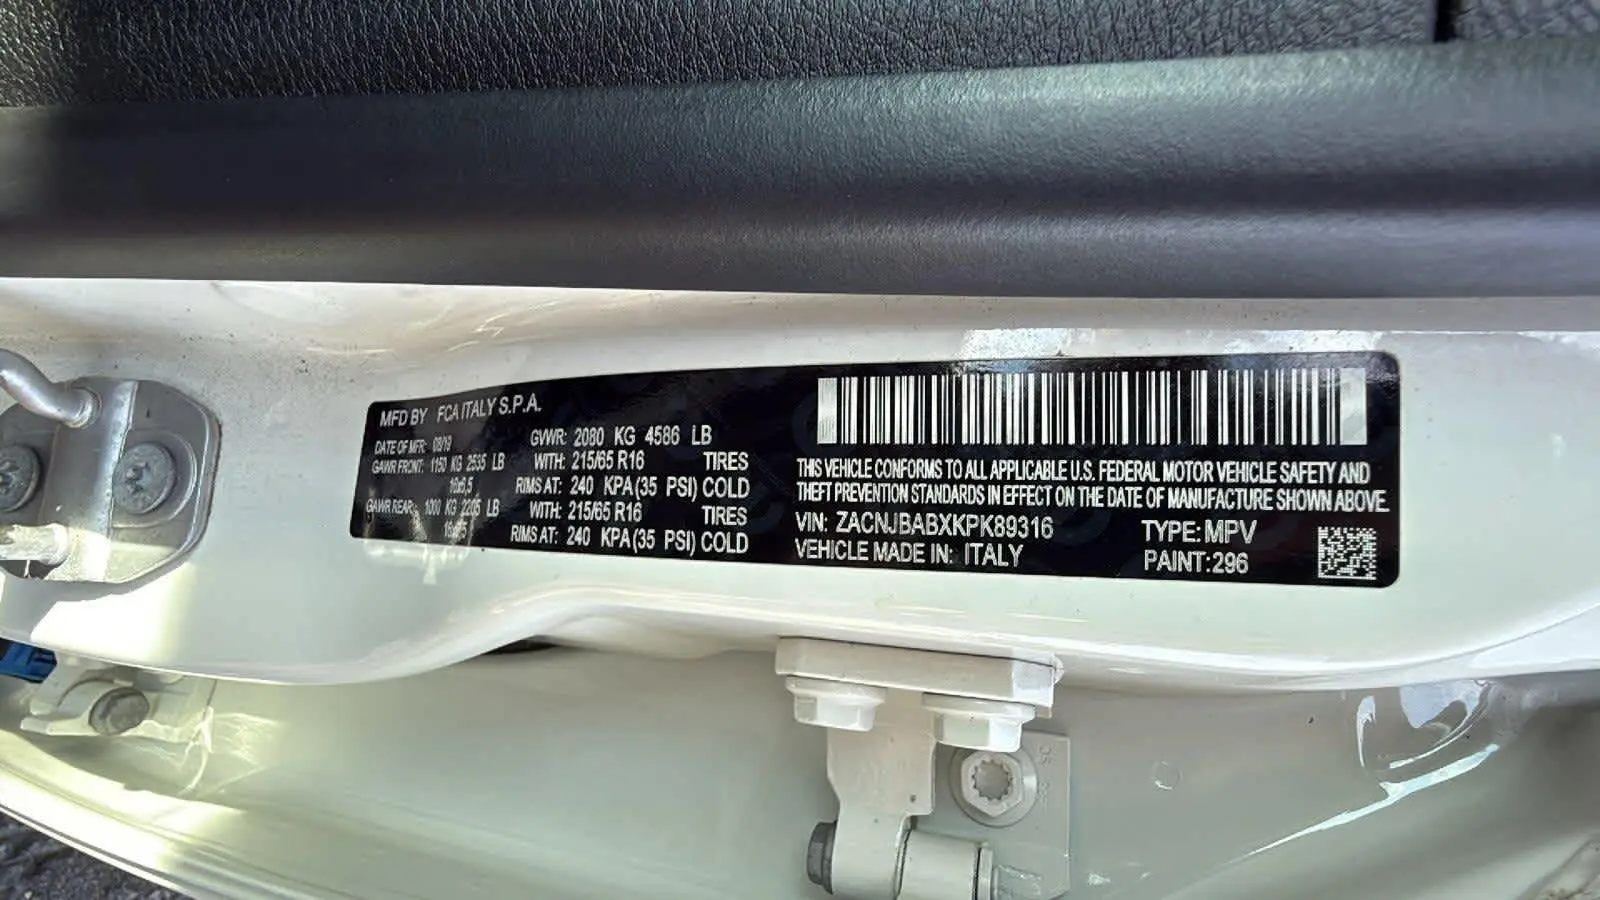 MFD BY FCA ITALY S.P.A.
DATE OF MFR: 08/19 GVWR: 2080 KG 4586 LB
GAWR FRONT: 1150 KG 2535 LB WITH: 215/65 R16 TIRES
16x6,5 RIMS AT: 240 KPA (35 PSI) COLD
GAWR REAR: 1000 KG 2205 LB WITH: 215/65 R16 TIRES
16x6,5 RIMS AT: 240 KPA (35 PSI) COLD
THIS VEHICLE CONFORMS TO ALL APPLICABLE U.S. FEDERAL MOTOR VEHICLE SAFETY AND
THEFT PREVENTION STANDARDS IN EFFECT ON THE DATE OF MANUFACTURE SHOWN ABOVE.
VIN: ZACNJBABXKPK89316 TYPE: MPV
VEHICLE MADE IN: ITALY PAINT: 296